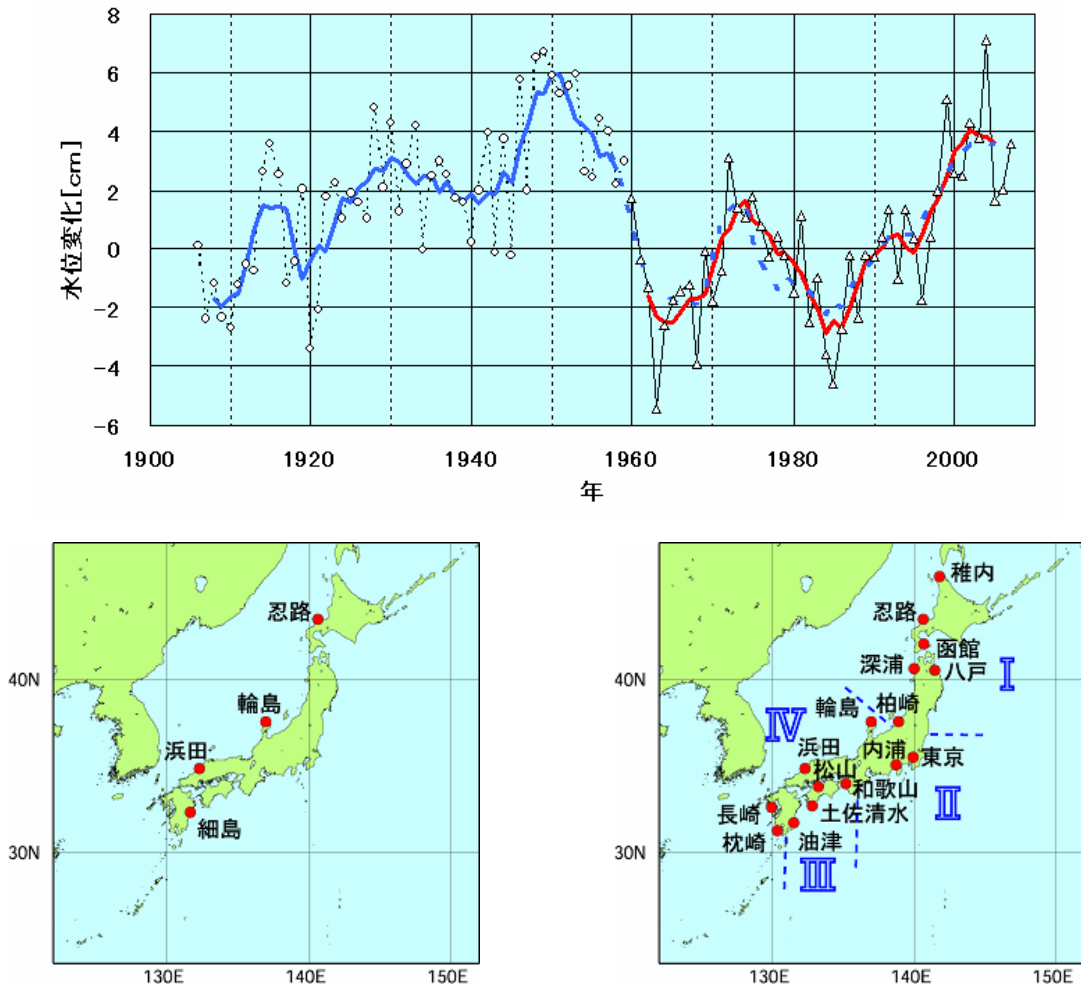 8
6
4
2
0
-2
-4
-6
水位変化[cm]
1900
1920
1940
1960
1980
2000
年
忍路
輪島
浜田
細島
40N
30N
130E
140E
150E
稚内
忍路
函館
深浦
八戸
I
輪島
柏崎
IV
浜田
内浦
東京
松山
和歌山
II
長崎
土佐清水
枕崎
油津
III
40N
30N
130E
140E
150E